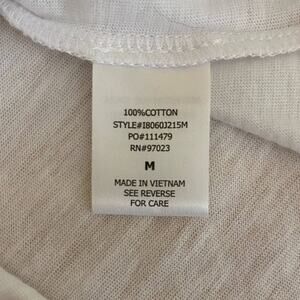 100%COTTON
STYLE#I8060J215M
PO#111479
RN#97023
M
MADE IN VIETNAM
SEE REVERSE
FOR CARE